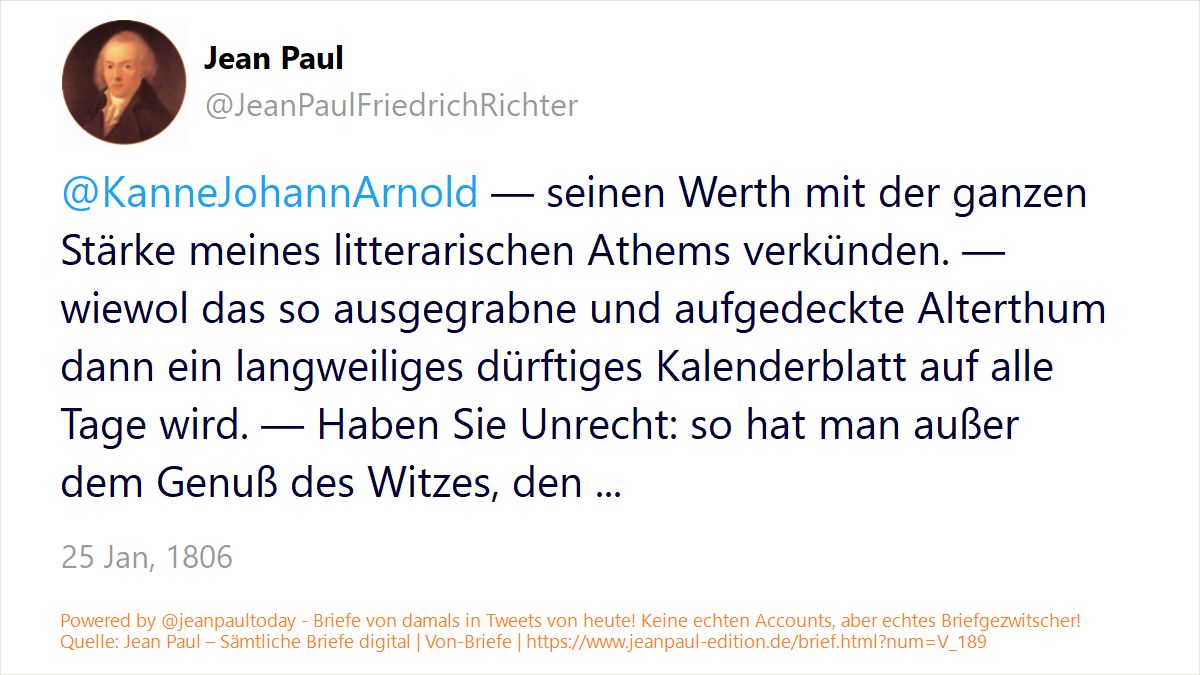 Jean Paul
@JeanPaulFriedrichRichter
@KanneJohannArnold — seinen Werth mit der ganzen
Stärke meines litterarischen Athems verkünden. —
wiewol das so ausgegrabne und aufgedeckte Alterthum
dann ein langweiliges dürftiges Kalenderblatt auf alle
Tage wird. — Haben Sie Unrecht: so hat man außer
dem Genuß des Witzes, den ...
25 Jan, 1806
Powered by @jeanpaultoday - Briefe von damals in Tweets von heute! Keine echten Accounts, aber echtes Briefgezwitscher!
Quelle: Jean Paul – Sämtliche Briefe digital | Von-Briefe | https://www.jeanpaul-edition.de/brief.html?num=V_189